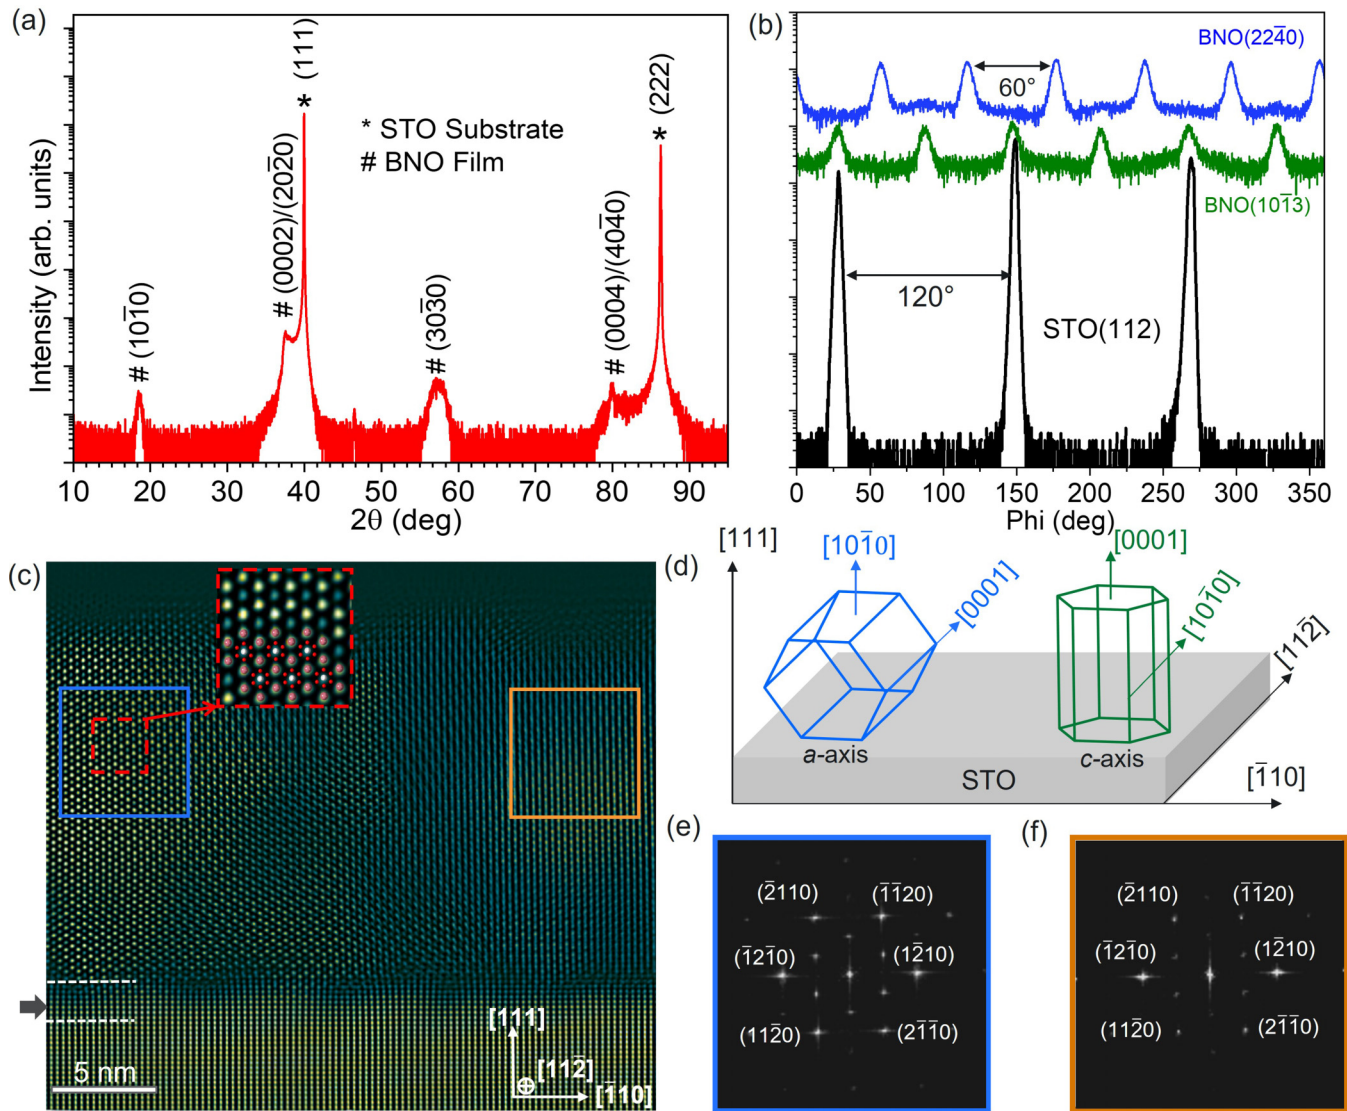 (a)
Intensity (arb. units)
# (101̄0)
# (0002)/(202̄0)
* (111)
* STO Substrate
# BNO Film
# (303̄0)
# (0004)/(404̄0)
* (222)
10 20 30 40 50 60 70 80 90
2θ (deg)
(b)
BNO(224̄0)
60°
BNO(101̄3)
120°
STO(112)
0 50 100 150 200 250 300 350
Phi (deg)
(c)
5 nm
[111]
[112̄]
[1̄10]
(d)
[111]
[101̄0]
[0001]
[0001]
[101̄0]
[112̄]
a-axis
c-axis
STO
[1̄10]
(e)
(2̄110)
(1̄1̄20)
(1̄21̄0)
(12̄10)
(112̄0)
(21̄1̄0)
(f)
(2̄110)
(1̄1̄20)
(1̄21̄0)
(12̄10)
(112̄0)
(21̄1̄0)